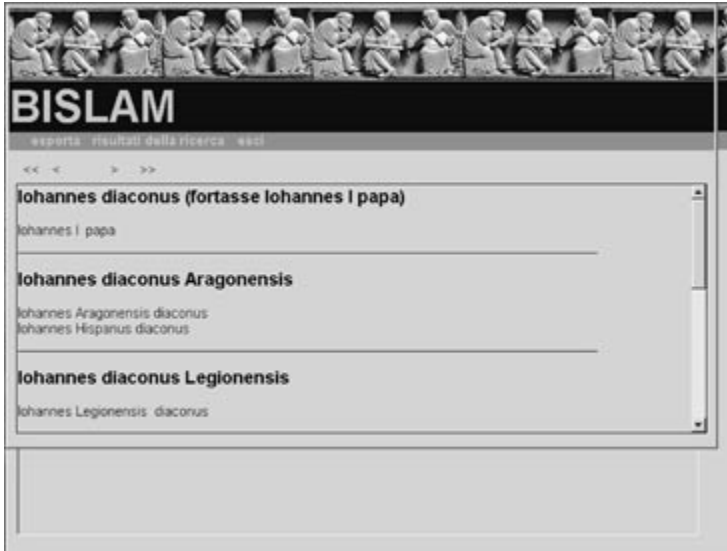 BISLAM
esporta risultati della ricerca esci
<< < > >>
Iohannes diaconus (fortasse Iohannes I papa)
Iohannes I papa
Iohannes diaconus Aragonensis
Iohannes Aragonensis diaconus
Iohannes Hispanus diaconus
Iohannes diaconus Legionensis
Iohannes Legionensis diaconus